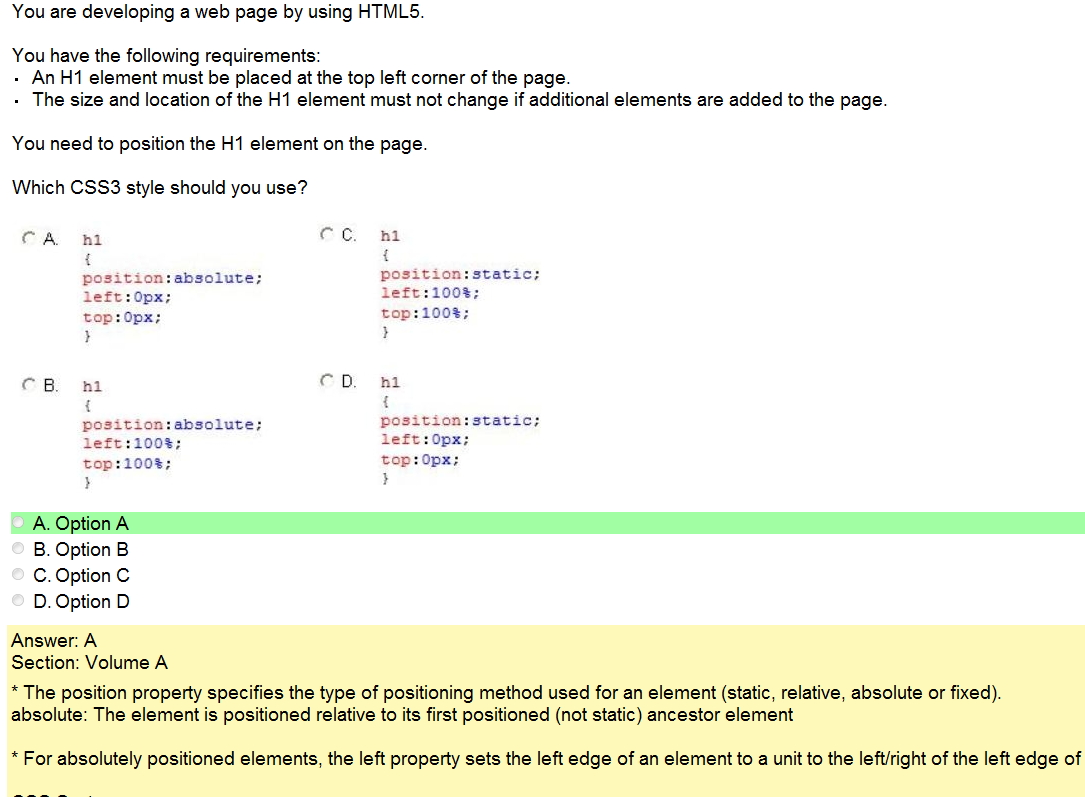 You are developing a web page by using HTML5.
You have the following requirements:
· An H1 element must be placed at the top left corner of the page.
· The size and location of the H1 element must not change if additional elements are added to the page.
You need to position the H1 element on the page.
Which CSS3 style should you use?
A. h1
{
position:absolute;
left:0px;
top:0px;
}
B. h1
{
position:absolute;
left:100%;
top:100%;
}
C. h1
{
position:static;
left:100%;
top:100%;
}
D. h1
{
position:static;
left:0px;
top:0px;
}
A. Option A
B. Option B
C. Option C
D. Option D
Answer: A
Section: Volume A
* The position property specifies the type of positioning method used for an element (static, relative, absolute or fixed).
absolute: The element is positioned relative to its first positioned (not static) ancestor element
* For absolutely positioned elements, the left property sets the left edge of an element to a unit to the left/right of the left edge of